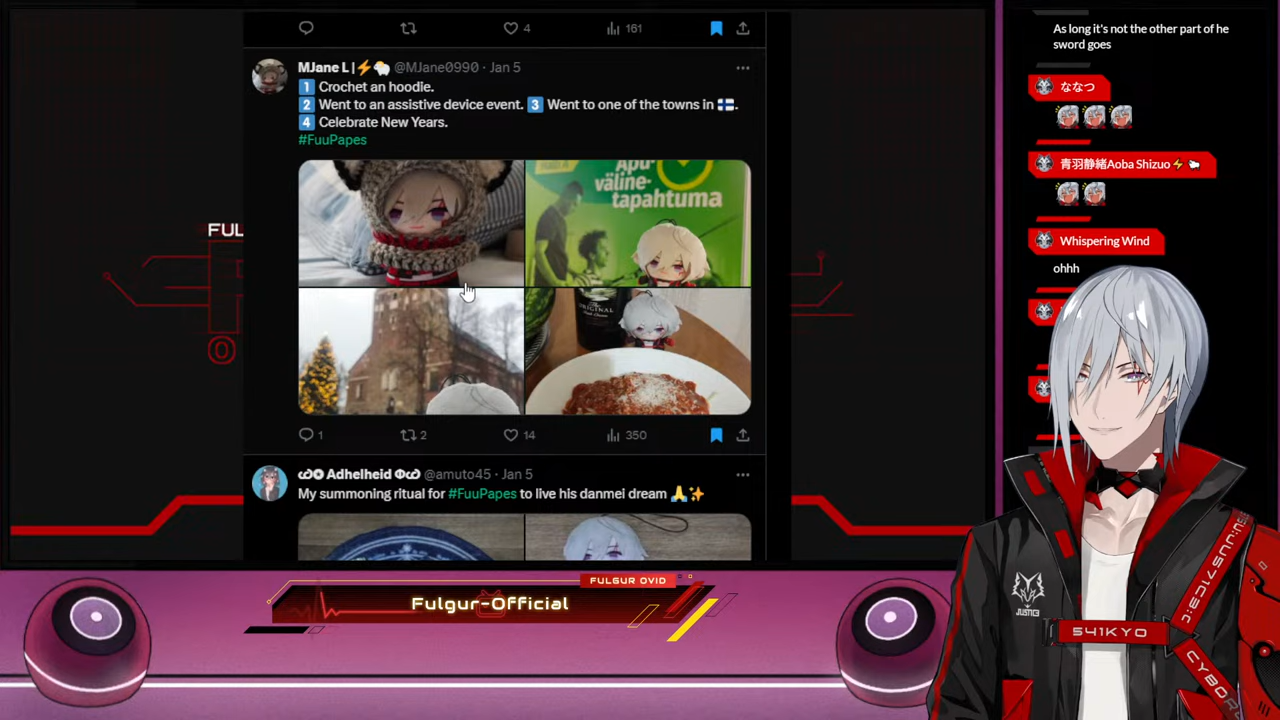 4
161
MJane L | @MJane0990 · Jan 5
1 Crochet an hoodie.
2 Went to an assistive device event. 3 Went to one of the towns in 🇫🇮.
4 Celebrate New Years.
#FuuPapes
Apu-
väline-
tapahtuma
ORIGINAL
1
2
14
350
Adhelheid @amuto45 · Jan 5
My summoning ritual for #FuuPapes to live his danmei dream 🙏✨
FUL
FULGUR OVID
Fulgur-Official
As long it's not the other part of he
sword goes
ななつ
青羽静緒Aoba Shizuo
Whispering Wind
ohhh
JUSTIC3
541KYO
CYBOR